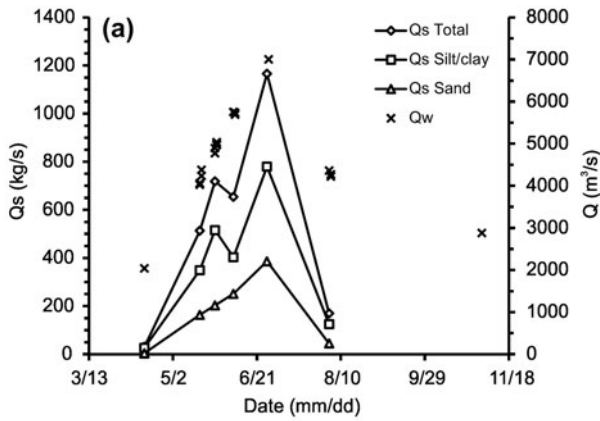 (a)
Qs Total
Qs Silt/clay
Qs Sand
Qw
Qs (kg/s)
1400
1200
1000
800
600
400
200
0
8000
7000
6000
5000
4000
3000
2000
1000
0
Q (m³/s)
3/13 5/2 6/21 8/10 9/29 11/18
Date (mm/dd)